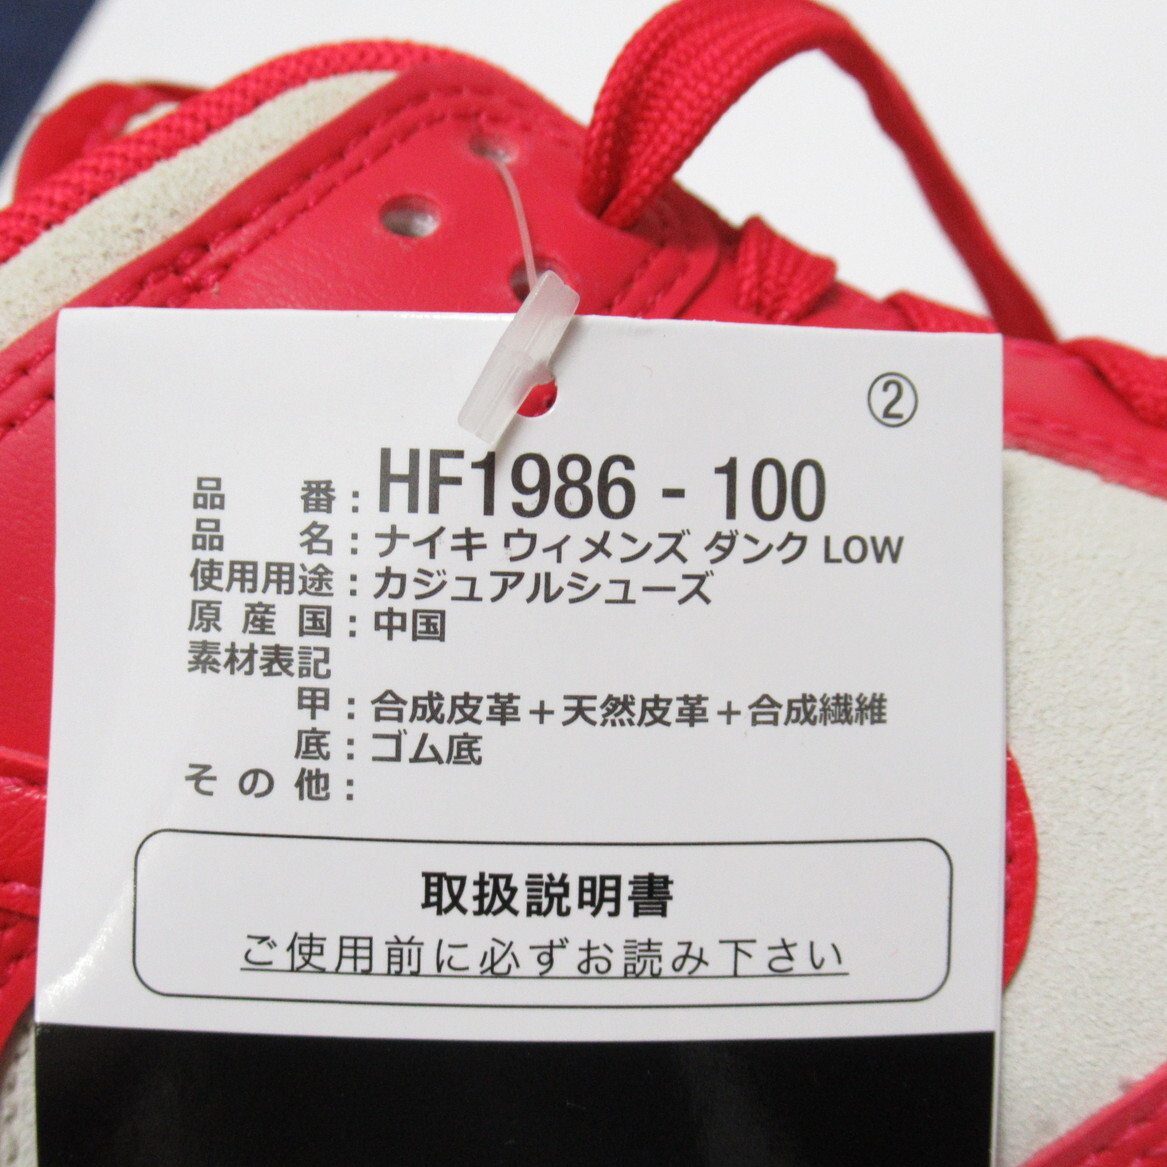 ②
品番：HF1986 - 100
品名：ナイキ ウィメンズ ダンク LOW
使用用途：カジュアルシューズ
原産国：中国
素材表記
甲：合成皮革＋天然皮革＋合成繊維
底：ゴム底
その他：
取扱説明書
ご使用前に必ずお読み下さい